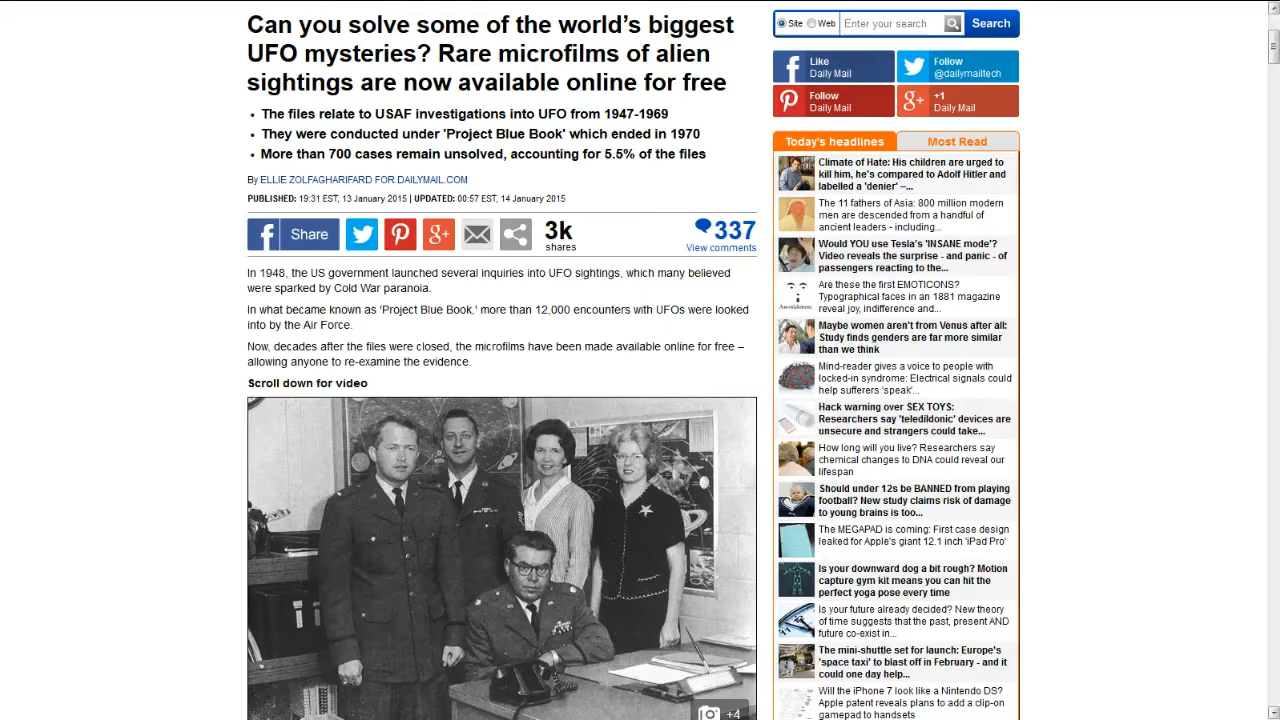 Can you solve some of the world's biggest
UFO mysteries? Rare microfilms of alien
sightings are now available online for free
• The files relate to USAF investigations into UFO from 1947-1969
• They were conducted under 'Project Blue Book' which ended in 1970
• More than 700 cases remain unsolved, accounting for 5.5% of the files
By ELLIE ZOLFAGHARIFARD FOR DAILYMAIL.COM
PUBLISHED: 19:31 EST, 13 January 2015 | UPDATED: 00:57 EST, 14 January 2015
Share
3k
shares
337
View comments
In 1948, the US government launched several inquiries into UFO sightings, which many believed
were sparked by Cold War paranoia.
In what became known as 'Project Blue Book,' more than 12,000 encounters with UFOs were looked
into by the Air Force.
Now, decades after the files were closed, the microfilms have been made available online for free –
allowing anyone to re-examine the evidence.
Scroll down for video
+4
Site Web Enter your search Search
Like
Daily Mail
Follow
@dailymailtech
Follow
Daily Mail
+1
Daily Mail
Today's headlines Most Read
Climate of Hate: His children are urged to
kill him, he's compared to Adolf Hitler and
labelled a 'denier' –...
The 11 fathers of Asia: 800 million modern
men are descended from a handful of
ancient leaders - including...
Would YOU use Tesla's 'INSANE mode'?
Video reveals the surprise - and panic - of
passengers reacting to the...
Are these the first EMOTICONS?
Typographical faces in an 1881 magazine
reveal joy, indifference and...
Maybe women aren't from Venus after all:
Study finds genders are far more similar
than we think
Mind-reader gives a voice to people with
locked-in syndrome: Electrical signals could
help sufferers 'speak'...
Hack warning over SEX TOYS:
Researchers say 'teledildonic' devices are
unsecure and strangers could take...
How long will you live? Researchers say
chemical changes to DNA could reveal our
lifespan
Should under 12s be BANNED from playing
football? New study claims risk of damage
to young brains is too...
The MEGAPAD is coming: First case design
leaked for Apple's giant 12.1 inch 'iPad Pro'
Is your downward dog a bit rough? Motion
capture gym kit means you can hit the
perfect yoga pose every time
Is your future already decided? New theory
of time suggests that the past, present AND
future co-exist in...
The mini-shuttle set for launch: Europe's
'space taxi' to blast off in February - and it
could one day help...
Will the iPhone 7 look like a Nintendo DS?
Apple patent reveals plans to add a clip-on
gamepad to handsets